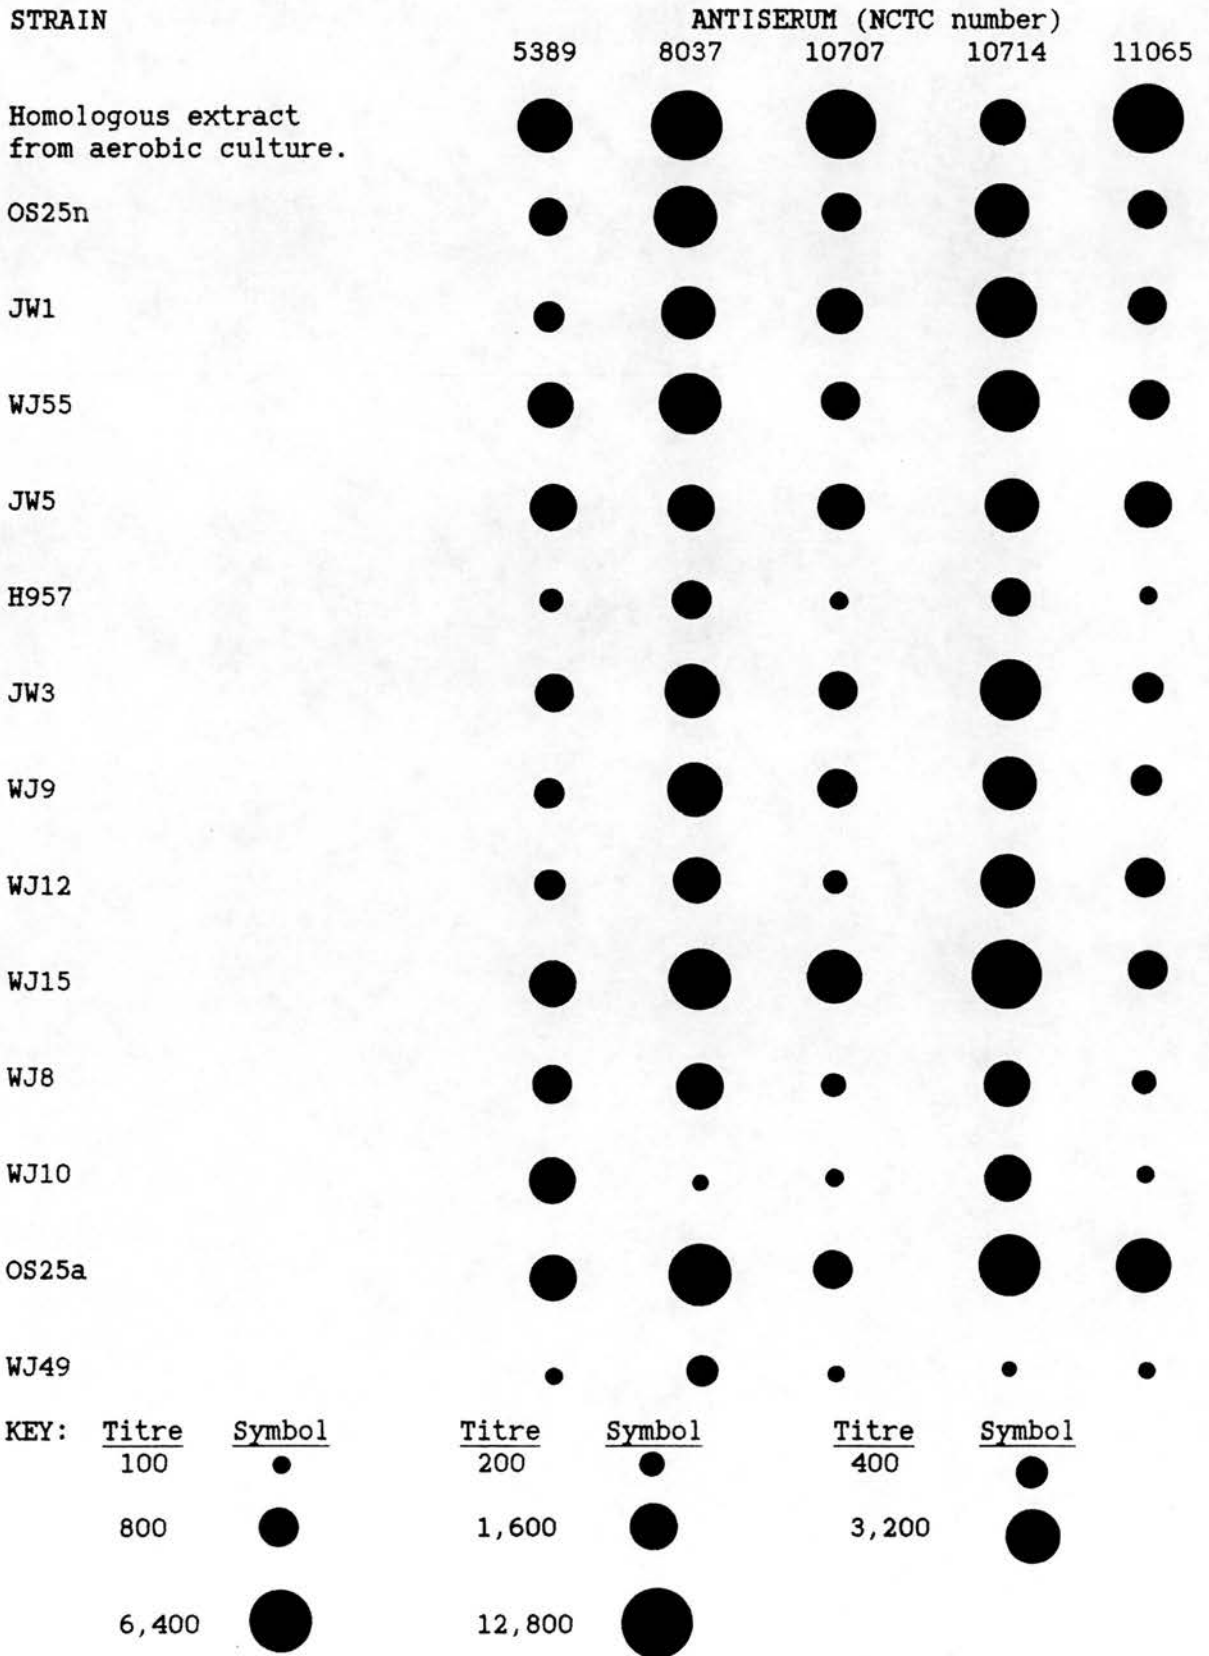 STRAIN ANTISERUM (NCTC number)
5389 8037 10707 10714 11065
Homologous extract
from aerobic culture.
OS25n
JW1
WJ55
JW5
H957
JW3
WJ9
WJ12
WJ15
WJ8
WJ10
OS25a
WJ49
KEY: Titre Symbol Titre Symbol Titre Symbol
100 200 400
800 1,600 3,200
6,400 12,800